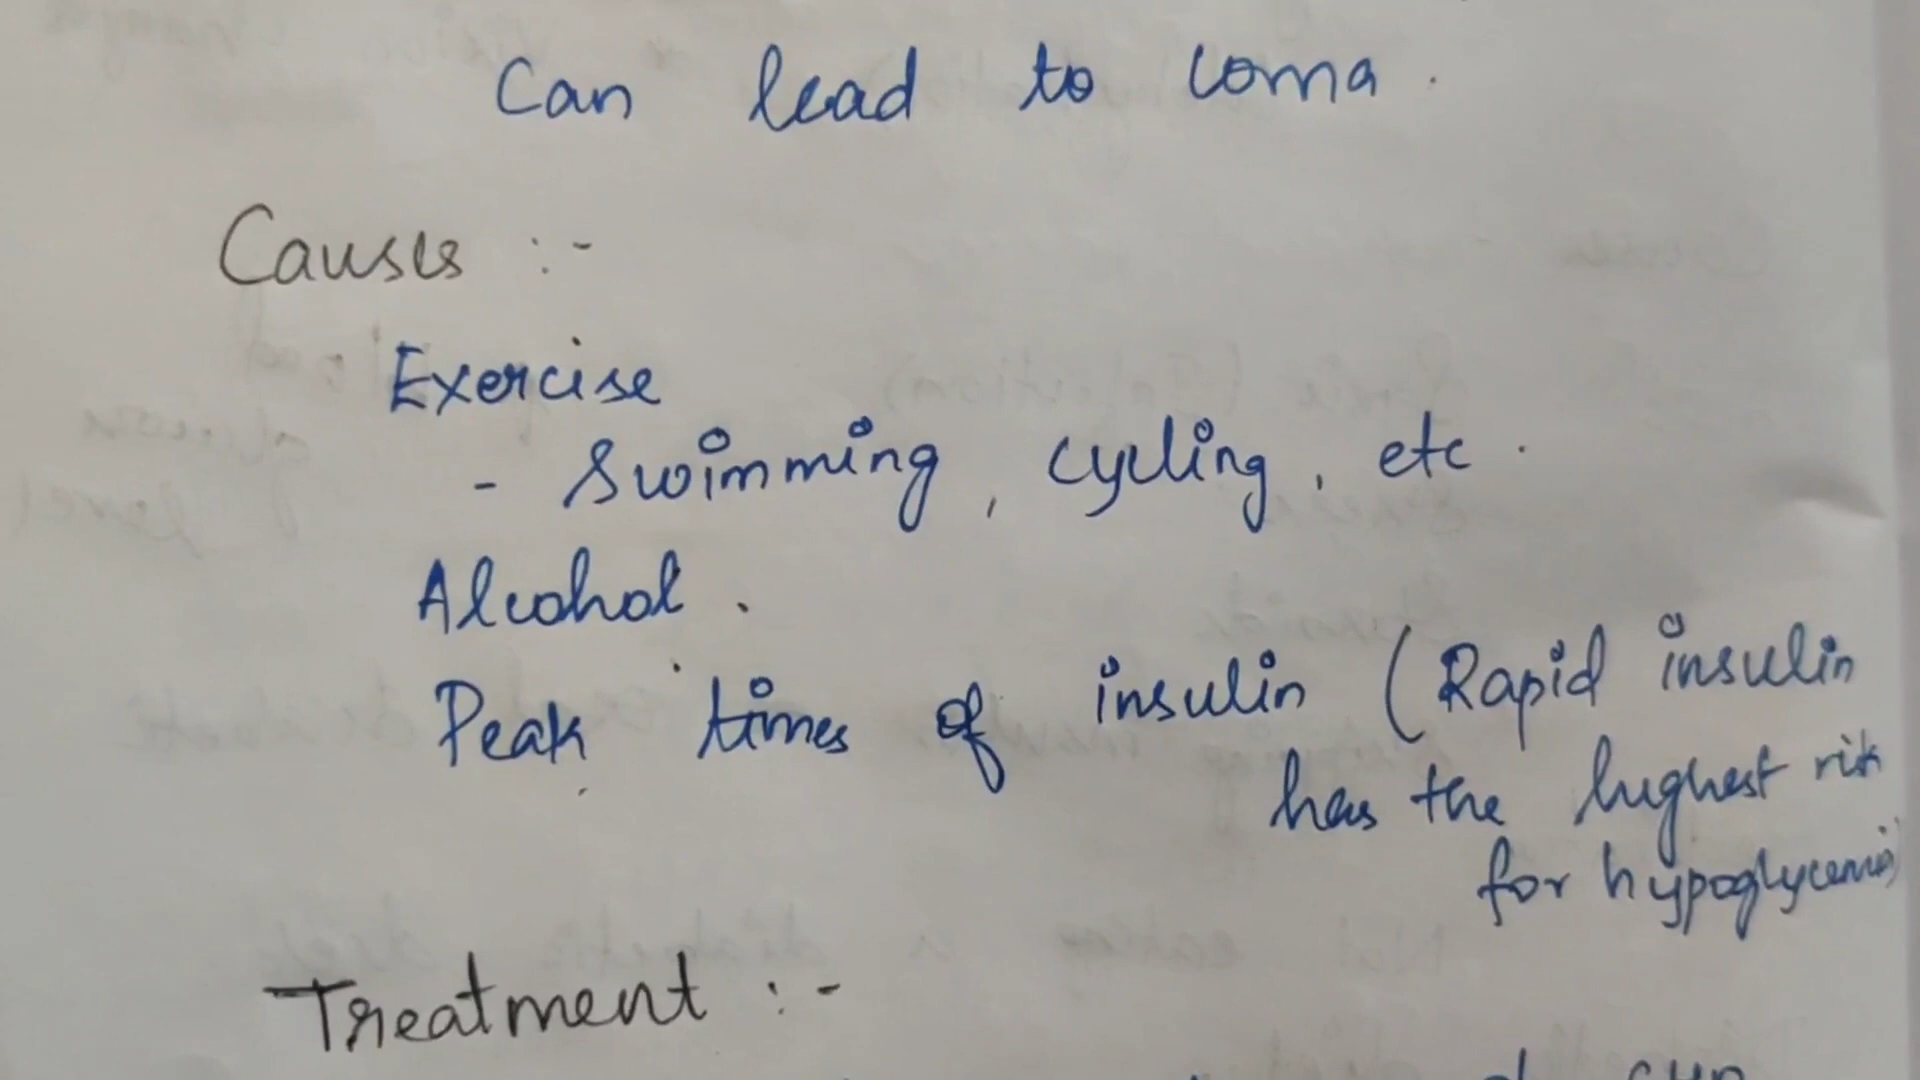 Can lead to coma.
Causes :-
Exercise
- Swimming, cycling, etc.
Alcohol.
Peak times of insulin (Rapid insulin
has the highest risk
for hypoglycemia)
Treatment :-